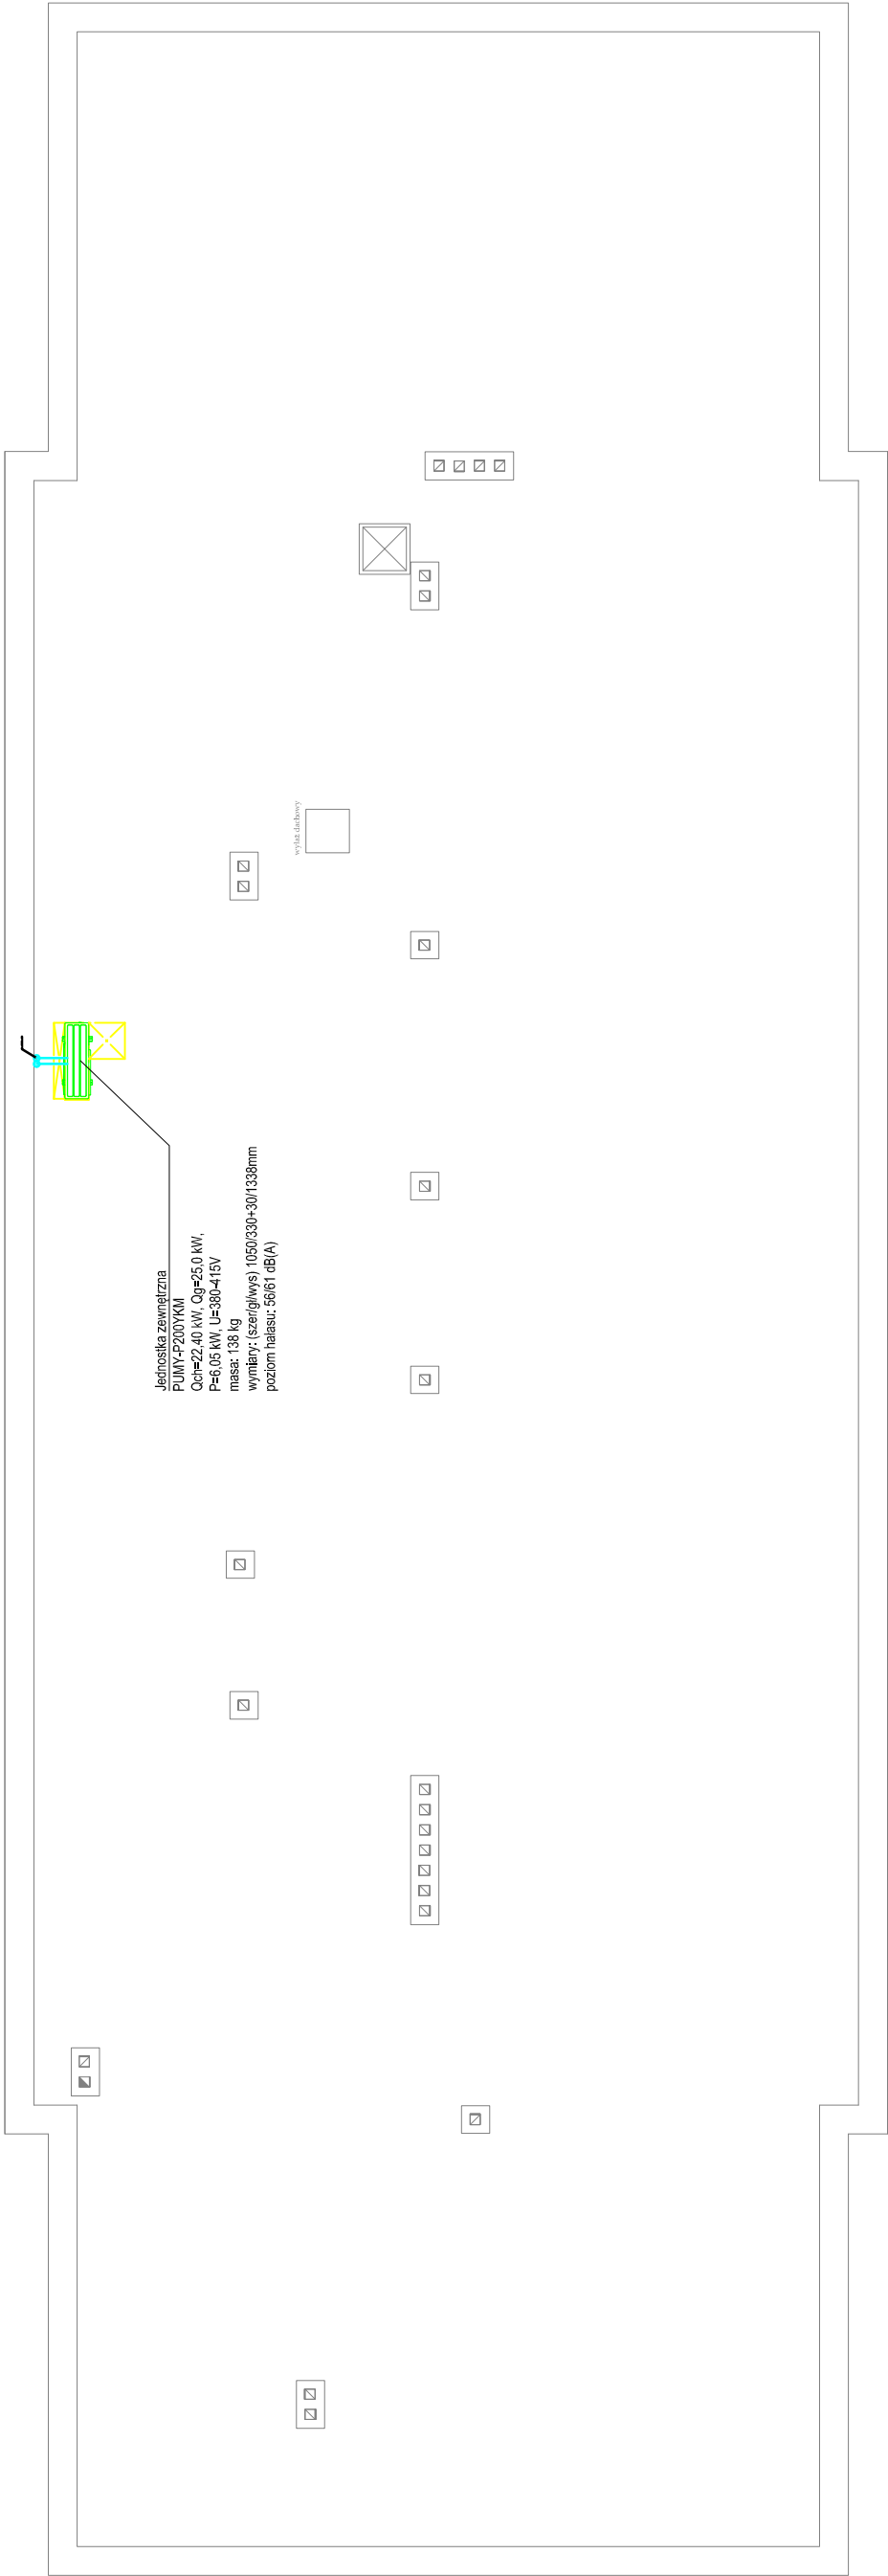 wyłaz dachowy
Jednostka zewnętrzna
PUMY-P200YKM
Qch=22,40 kW, Qg=25,0 kW,
P=6,05 kW, U=380-415V
masa: 138 kg
wymiary: (szer/gł/wys) 1050/330+30/1338mm
poziom hałasu: 56/61 dB(A)